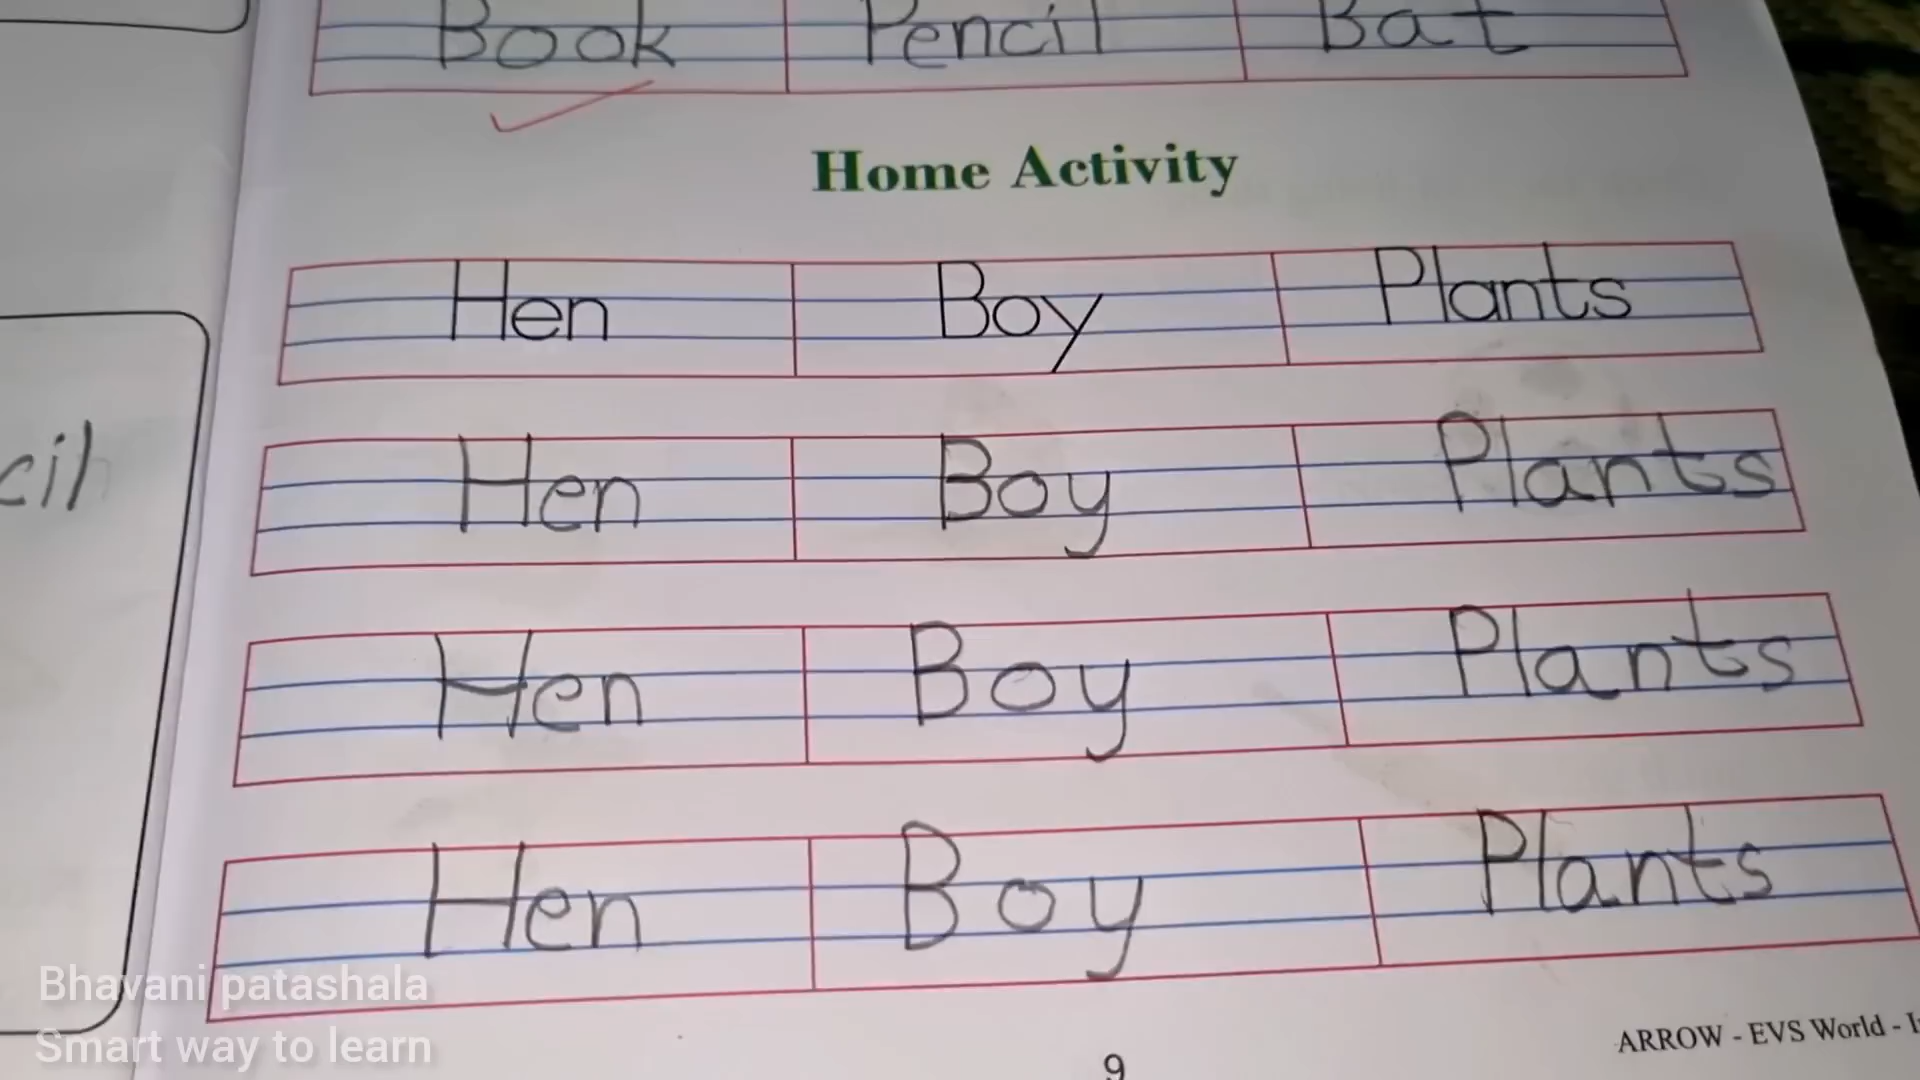 Book Pencil Bat
Home Activity
Hen Boy Plants
Hen Boy Plants
cil
Hen Boy Plants
Hen Boy Plants
Bhavani patashala
Smart way to learn
ARROW - EVS World -
9